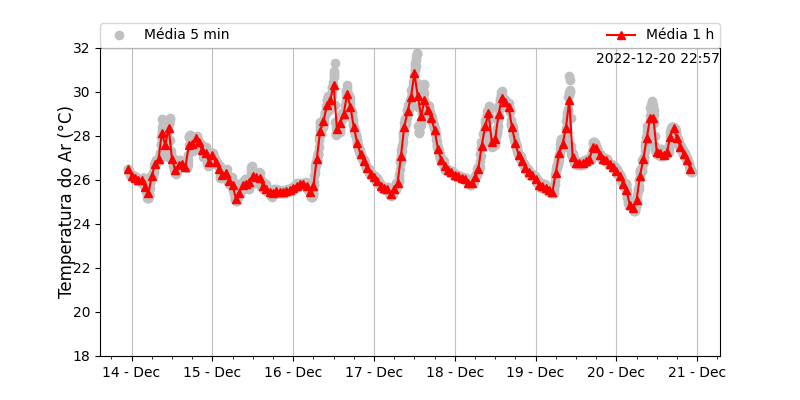 Média 5 min
Média 1 h
2022-12-20 22:57
Temperatura do Ar (°C)
32
30
28
26
24
22
20
18
14 - Dec
15 - Dec
16 - Dec
17 - Dec
18 - Dec
19 - Dec
20 - Dec
21 - Dec